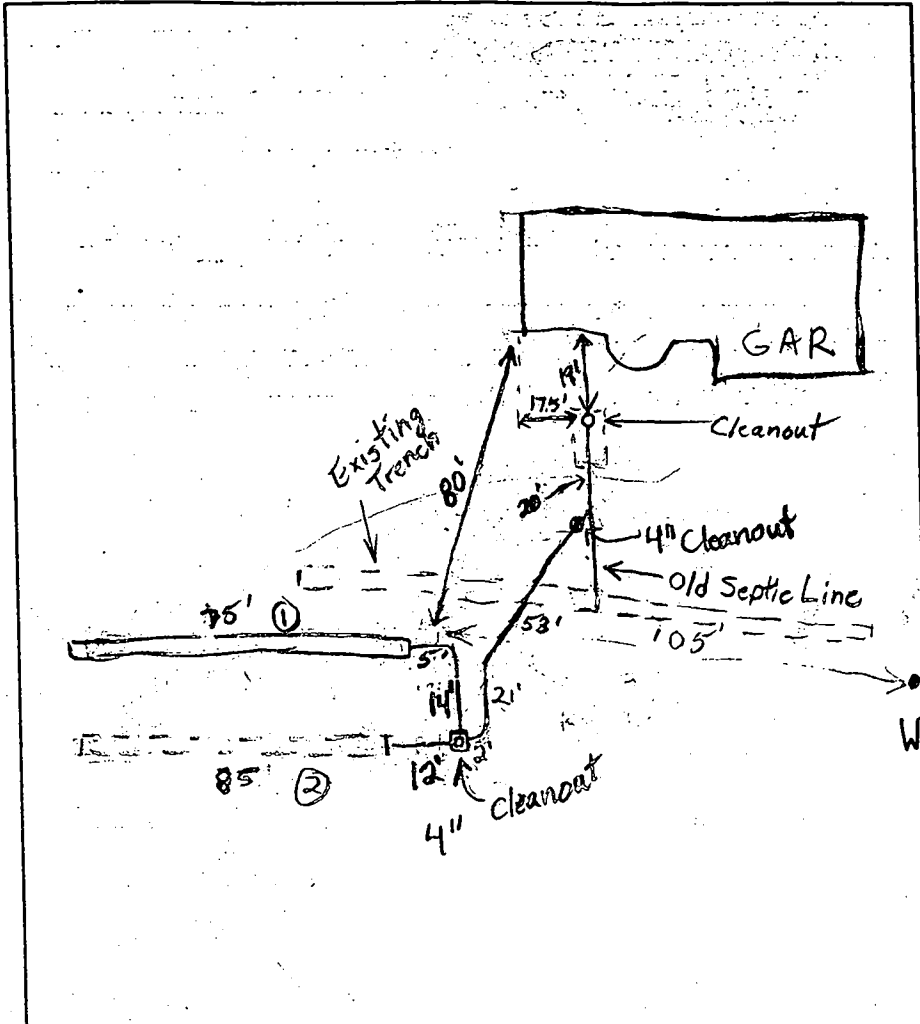 GAR
18'
17.5'
Cleanout
Existing
Trench
80'
20'
4" Cleanout
Old Septic Line
53'
105'
①
5'
14'
21'
W
12'
2'
85'
②
4" Cleanout